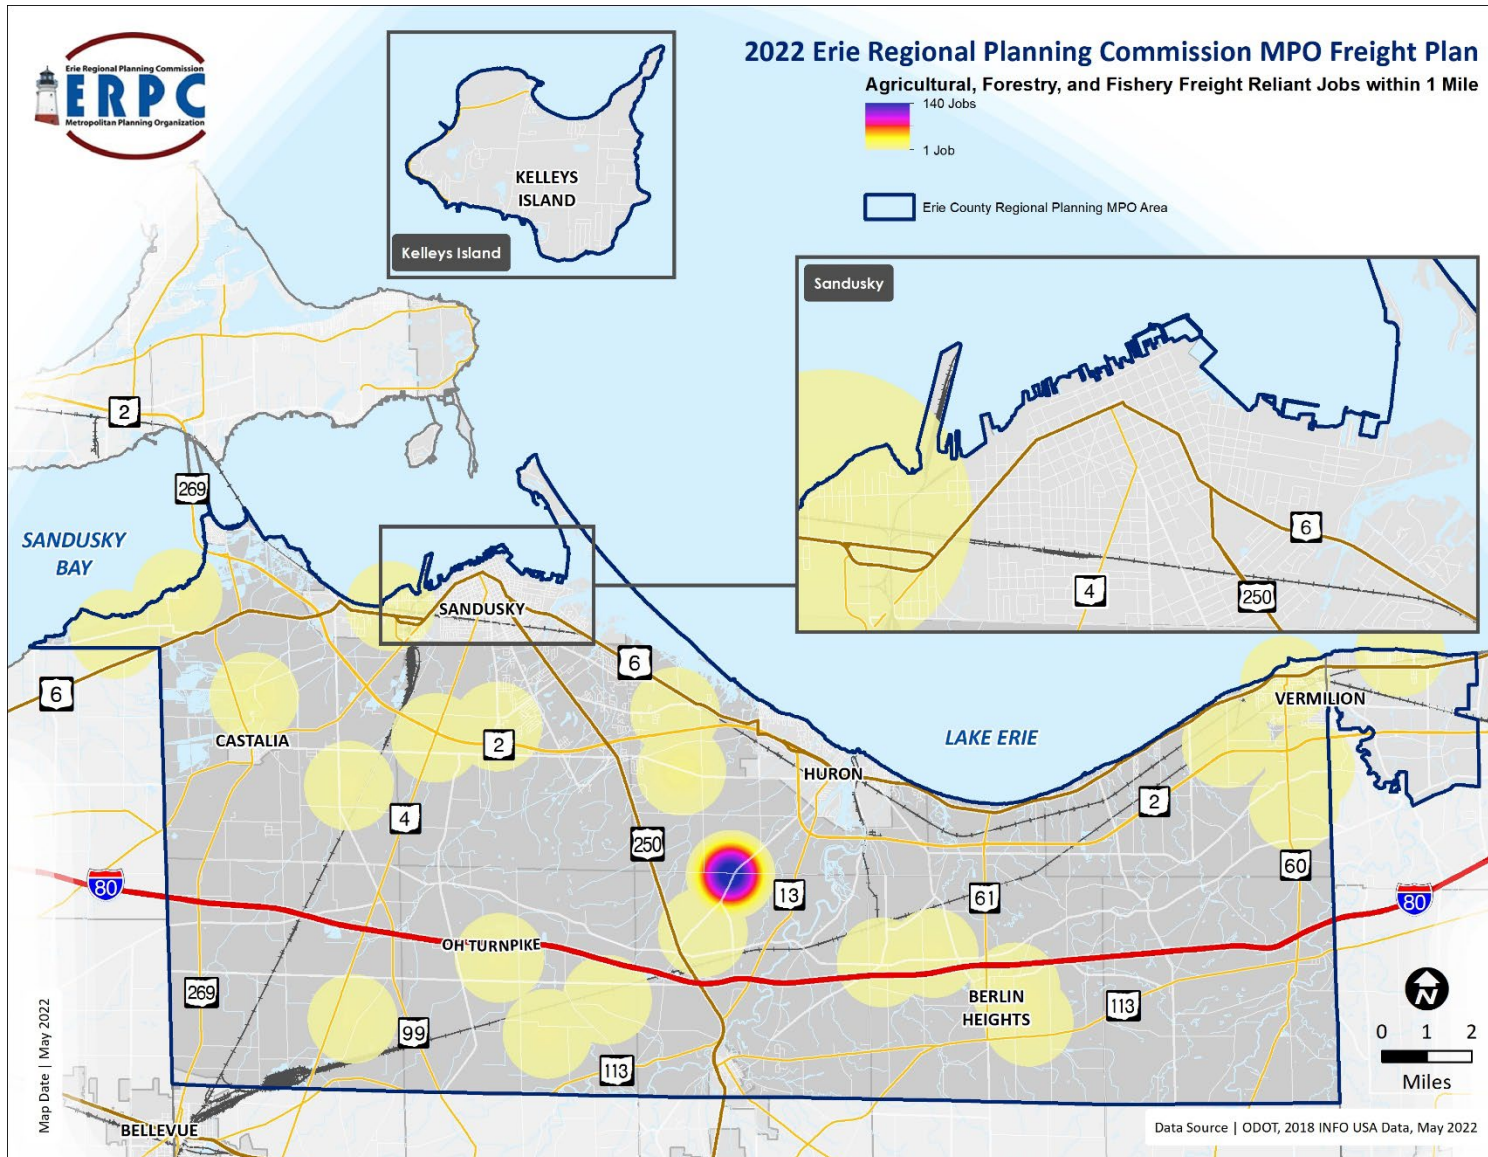 Erie Regional Planning Commission
ERPC
Metropolitan Planning Organization
2022 Erie Regional Planning Commission MPO Freight Plan
Agricultural, Forestry, and Fishery Freight Reliant Jobs within 1 Mile
140 Jobs
1 Job
Erie County Regional Planning MPO Area
KELLEYS
ISLAND
Kelleys Island
Sandusky
6
4
250
2
269
SANDUSKY
BAY
SANDUSKY
6
6
VERMILION
CASTALIA
2
LAKE ERIE
HURON
2
4
250
60
80
13
61
80
OH TURNPIKE
269
BERLIN
HEIGHTS
113
99
113
N
0 1 2
Miles
BELLEVUE
Map Date | May 2022
Data Source | ODOT, 2018 INFO USA Data, May 2022